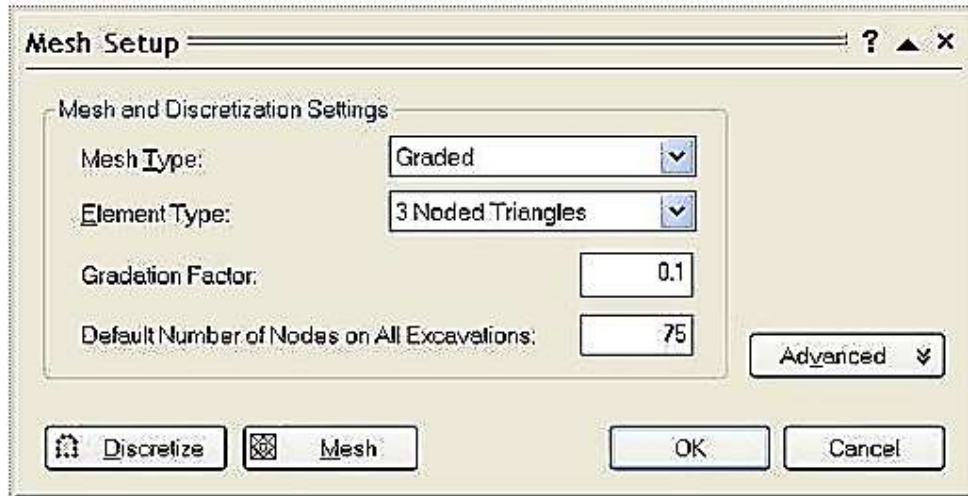 Mesh Setup ?
Mesh and Discretization Settings
Mesh Type: Graded
Element Type: 3 Noded Triangles
Gradation Factor: 0.1
Default Number of Nodes on All Excavations: 75
Advanced
Discretize Mesh OK Cancel